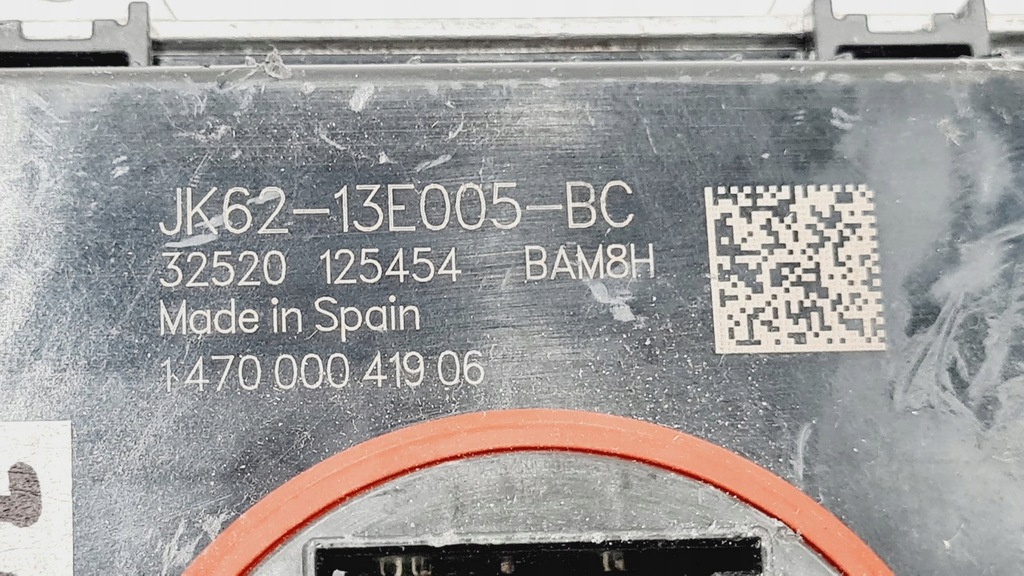 JK62-13E005-BC
32520 125454 BAM8H
Made in Spain
1 470 000 419 06